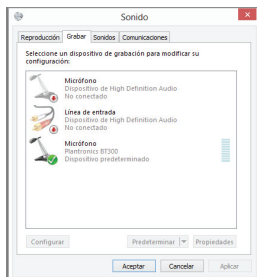 Sonido
Reproducción Grabar Sonidos Comunicaciones
Seleccione un dispositivo de grabación para modificar su
configuración:
Micrófono
Dispositivo de High Definition Audio
No conectado
Línea de entrada
Dispositivo de High Definition Audio
No conectado
Micrófono
Plantronics BT300
Dispositivo predeterminado
Configurar Predeterminar Propiedades
Aceptar Cancelar Aplicar